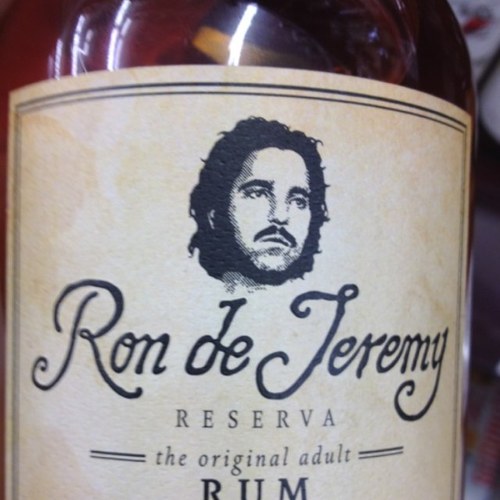 Ron de Jeremy
RESERVA
the original adult
RUM